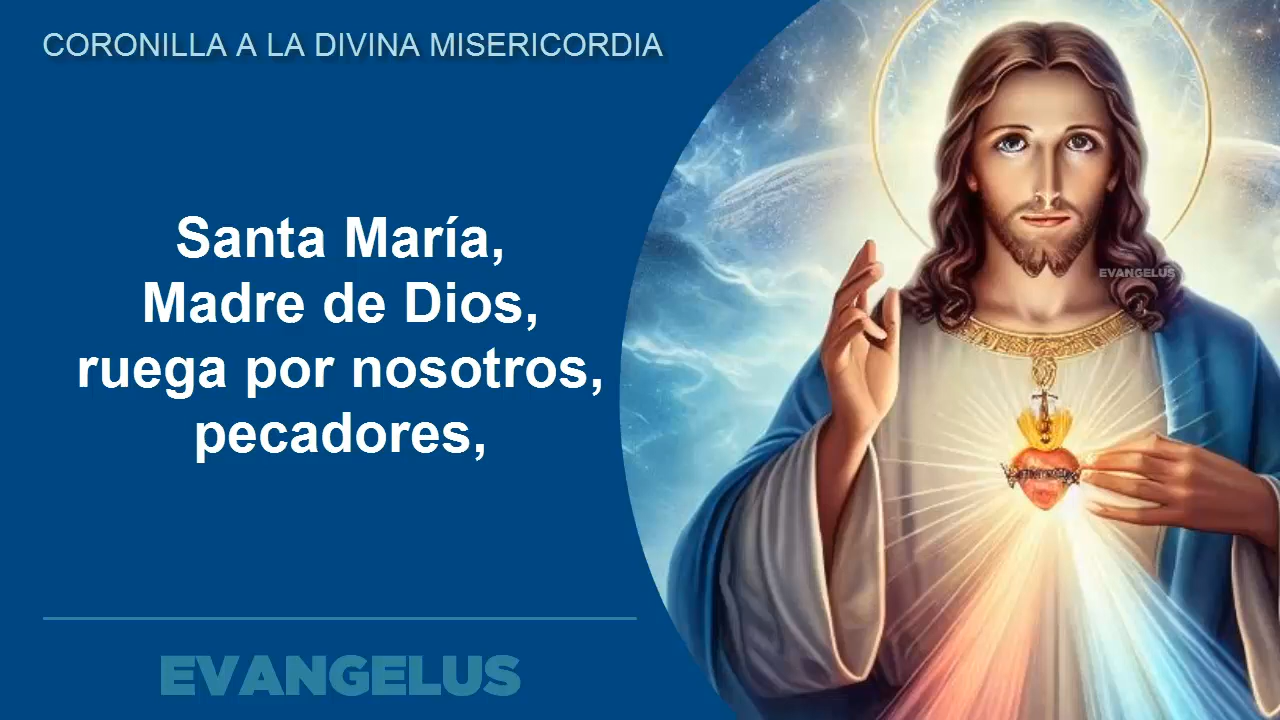 CORONILLA A LA DIVINA MISERICORDIA
Santa María,
Madre de Dios,
ruega por nosotros,
pecadores,
EVANGELUS
EVANGELUS